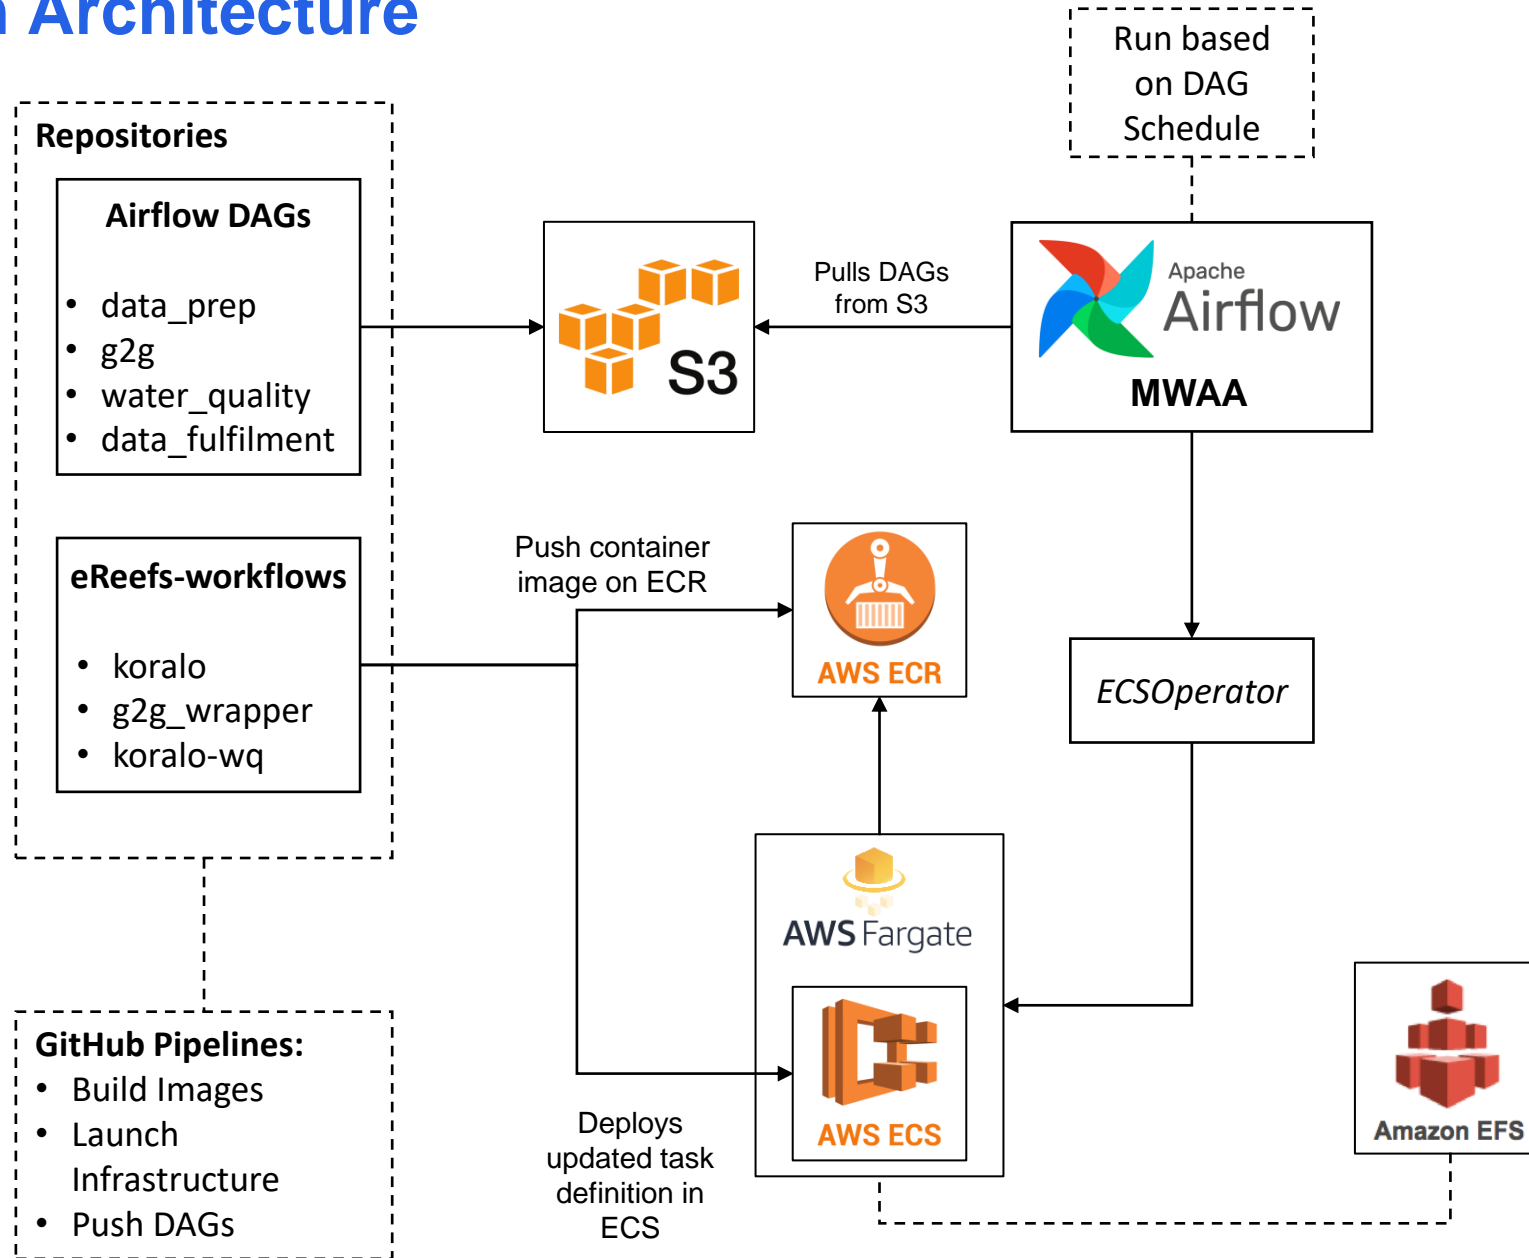 Architecture
Run based
on DAG
Schedule
Repositories
Airflow DAGs
• data_prep
• g2g
• water_quality
• data_fulfilment
S3
Pulls DAGs
from S3
Apache
Airflow
MWAA
eReefs-workflows
• koralo
• g2g_wrapper
• koralo-wq
Push container
image on ECR
AWS ECR
ECSOperator
AWS Fargate
AWS ECS
Deploys
updated task
definition in
ECS
Amazon EFS
GitHub Pipelines:
• Build Images
• Launch
Infrastructure
• Push DAGs